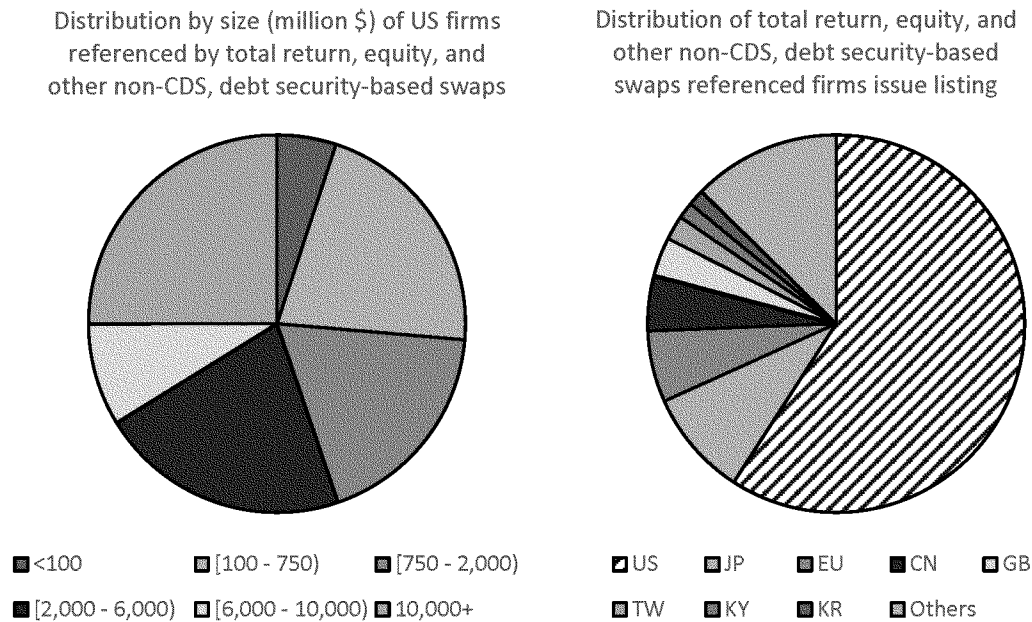 Distribution by size (million $) of US firms
referenced by total return, equity, and
other non-CDS, debt security-based swaps
<100 [100 - 750) [750 - 2,000)
[2,000 - 6,000) [6,000 - 10,000) 10,000+
Distribution of total return, equity, and
other non-CDS, debt security-based
swaps referenced firms issue listing
US JP EU CN GB
TW KY KR Others